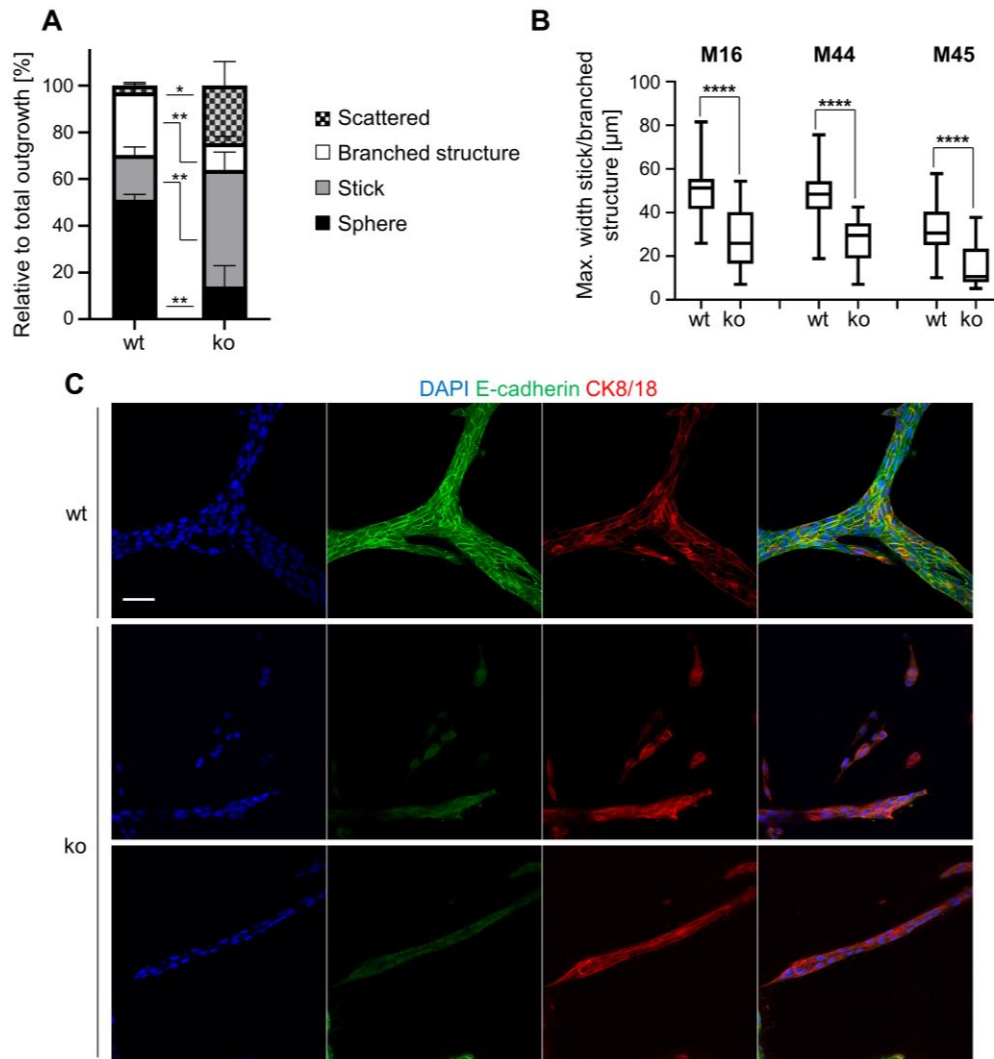 A
Relative to total outgrowth [%]
100
80
60
40
20
0
*
**
**
**
wt ko
Scattered
Branched structure
Stick
Sphere
B
M16 M44 M45
Max. width stick/branched
structure [µm]
100
80
60
40
20
0
**** **** ****
wt ko wt ko wt ko
C
DAPI E-cadherin CK8/18
wt
ko